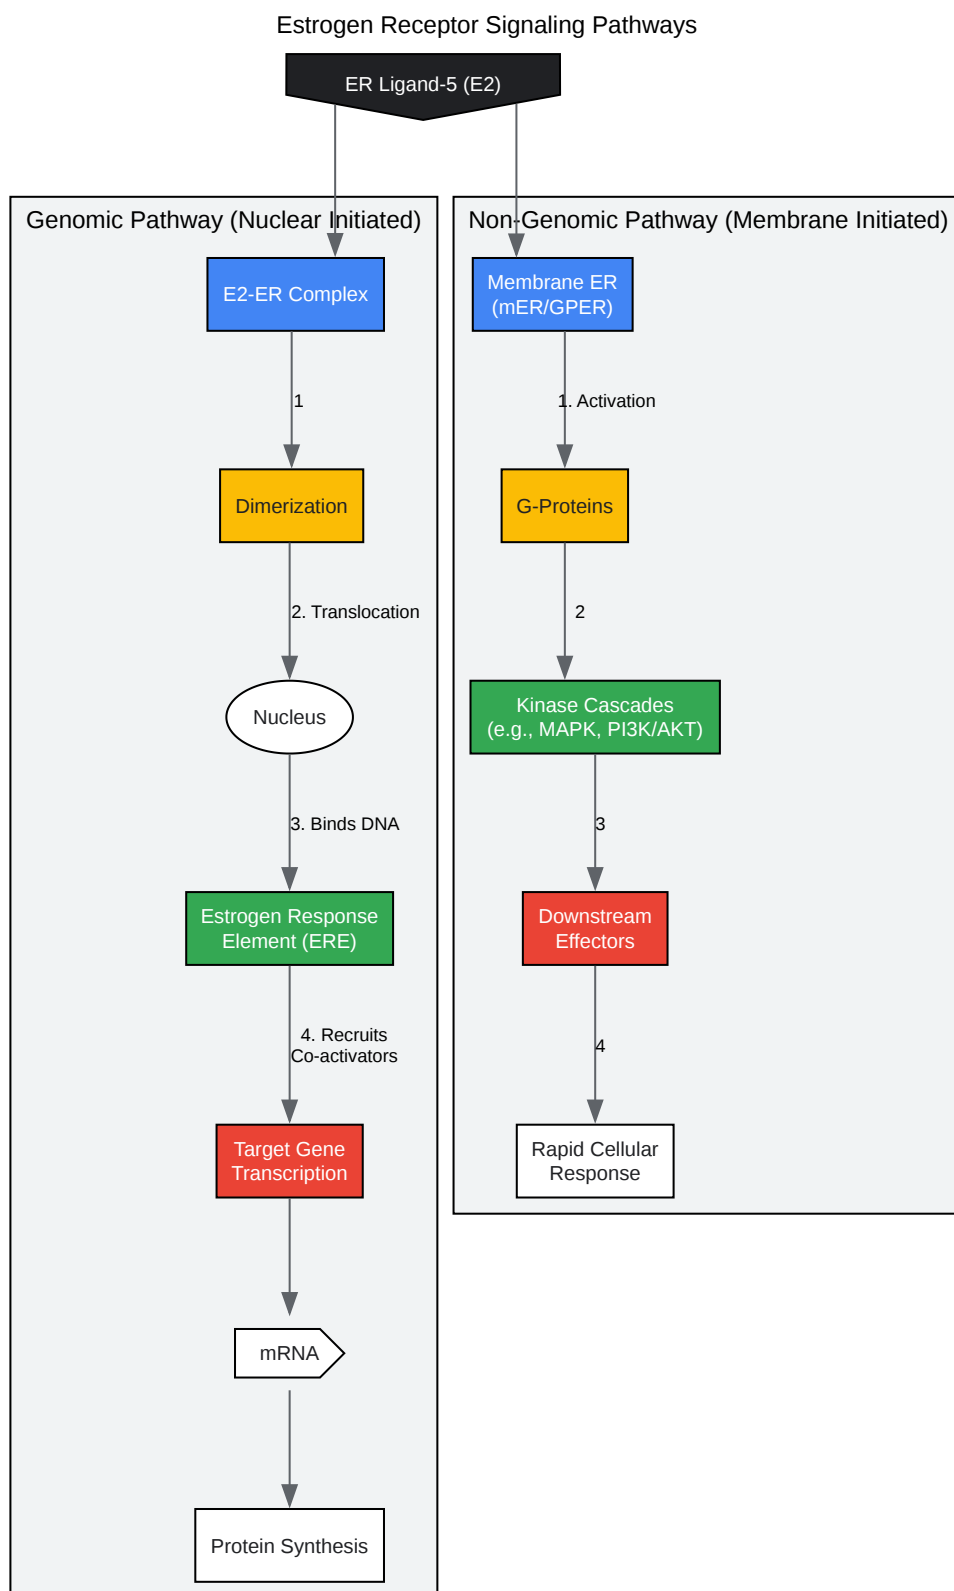 Estrogen Receptor Signaling Pathways
ER Ligand-5 (E2)
Genomic Pathway (Nuclear Initiated)
E2-ER Complex
1
Dimerization
2. Translocation
Nucleus
3. Binds DNA
Estrogen Response
Element (ERE)
4. Recruits
Co-activators
Target Gene
Transcription
mRNA
Protein Synthesis
Non-Genomic Pathway (Membrane Initiated)
Membrane ER
(mER/GPER)
1. Activation
G-Proteins
2
Kinase Cascades
(e.g., MAPK, PI3K/AKT)
3
Downstream
Effectors
4
Rapid Cellular
Response